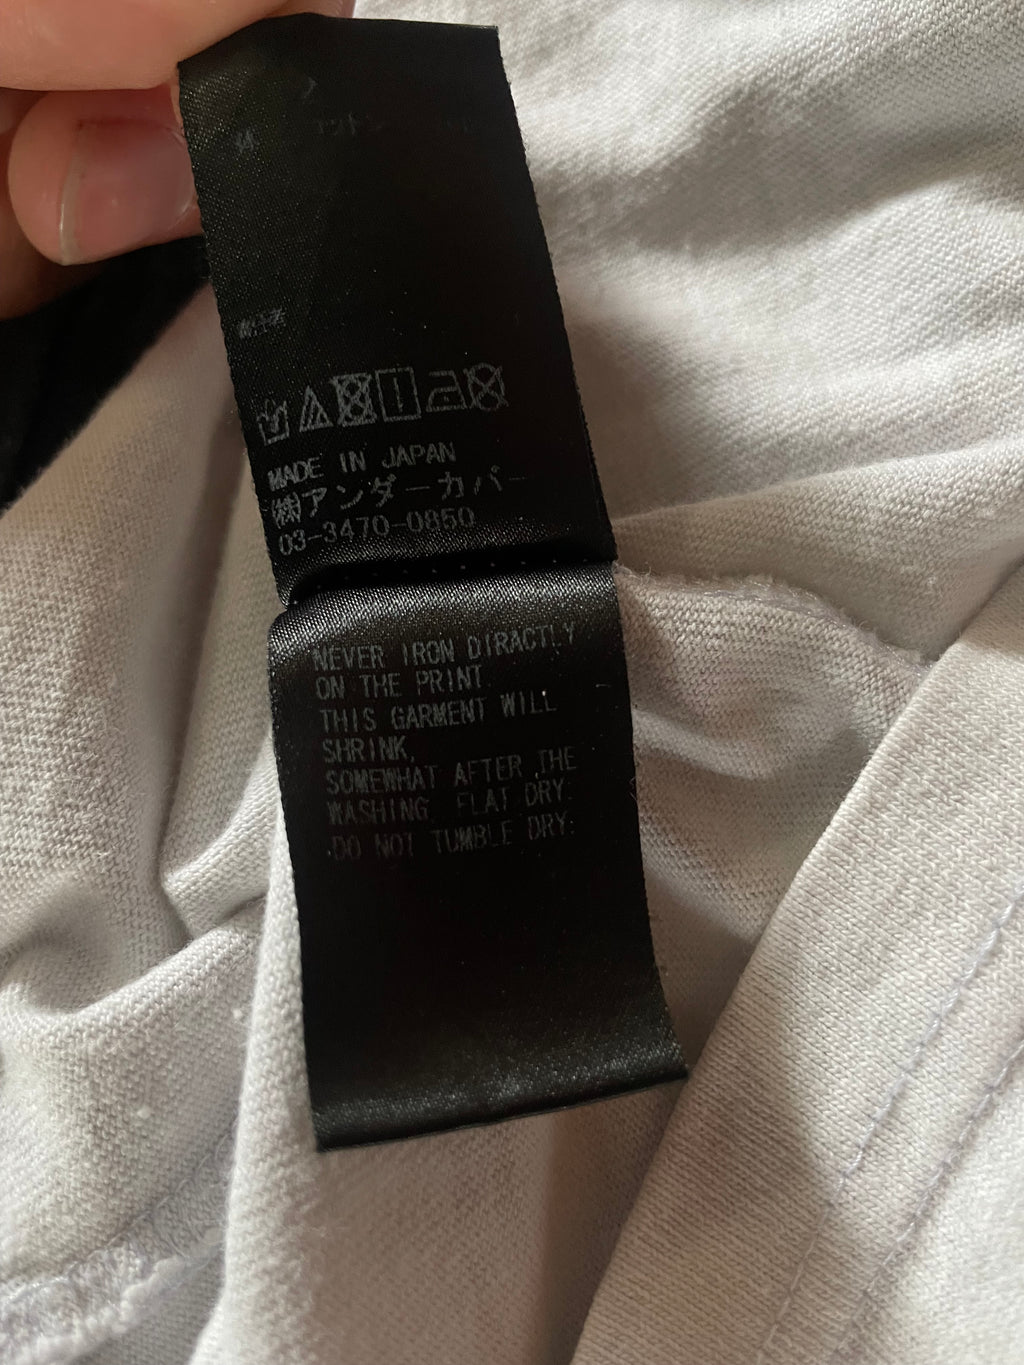 MADE IN JAPAN
㈱アンダーカバー
03-3470-0850
NEVER IRON DIRACTLY
ON THE PRINT.
THIS GARMENT WILL
SHRINK,
SOMEWHAT AFTER THE
WASHING. FLAT DRY.
DO NOT TUMBLE DRY.